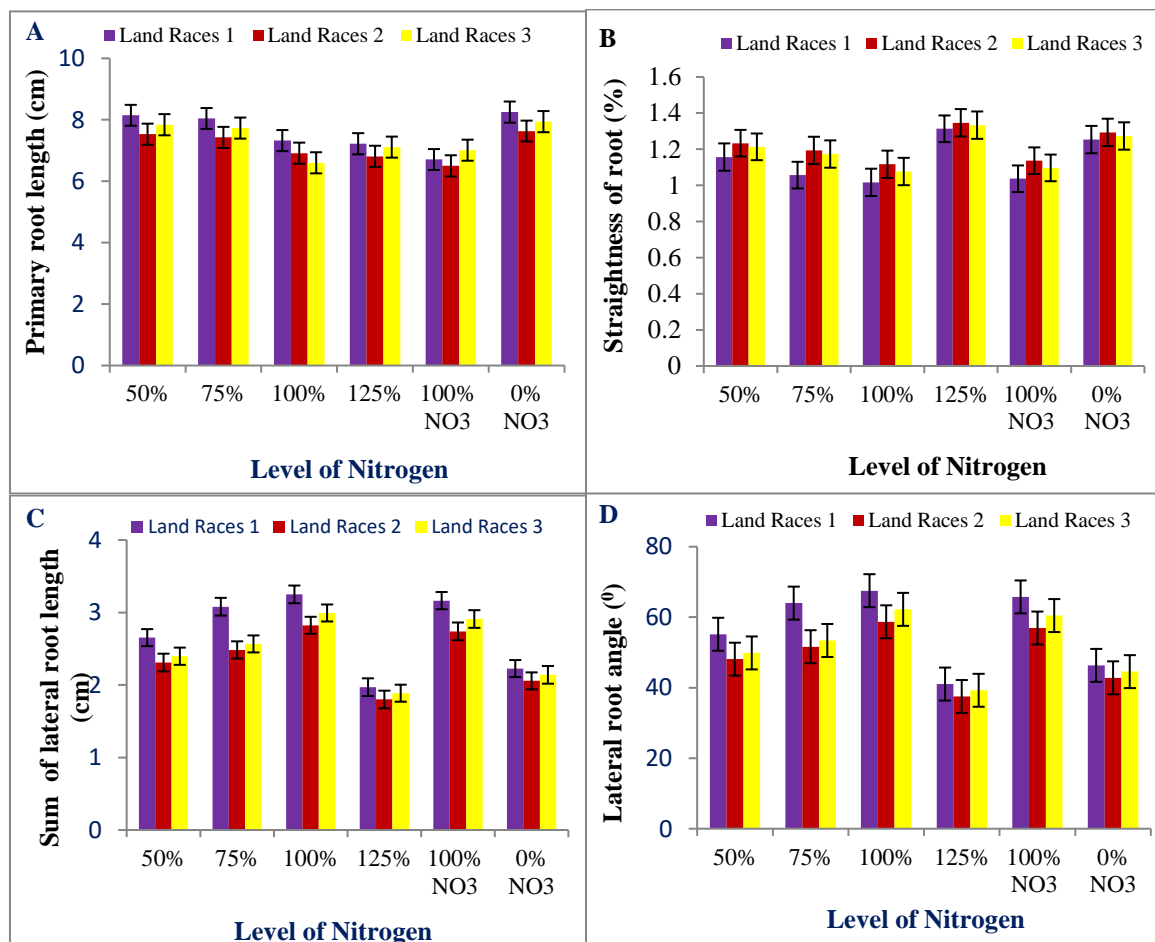 A
Land Races 1 Land Races 2 Land Races 3
Primary root length (cm)
10
8
6
4
2
0
50% 75% 100% 125% 100% 0%
NO3 NO3
Level of Nitrogen
B
Land Races 1 Land Races 2 Land Races 3
Straightness of root (%)
1.6
1.4
1.2
1
0.8
0.6
0.4
0.2
0
50% 75% 100% 125% 100% 0%
NO3 NO3
Level of Nitrogen
C
Land Races 1 Land Races 2 Land Races 3
Sum of lateral root length
(cm)
4
3
2
1
0
50% 75% 100% 125% 100% 0%
NO3 NO3
Level of Nitrogen
D
Land Races 1 Land Races 2 Land Races 3
Lateral root angle (⁰)
80
60
40
20
0
50% 75% 100% 125% 100% 0%
NO3 NO3
Level of Nitrogen